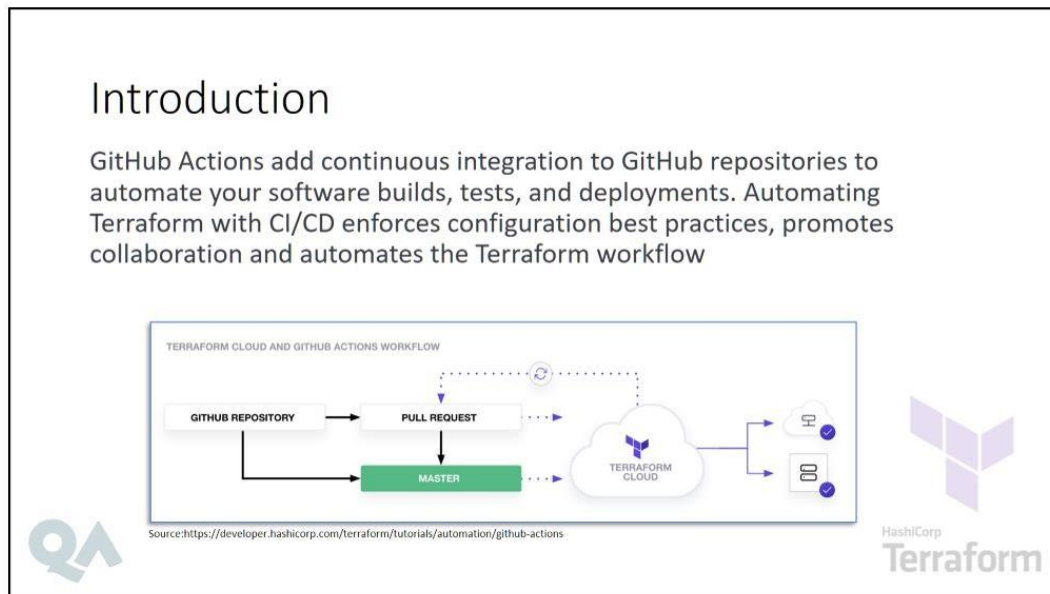 Introduction
GitHub Actions add continuous integration to GitHub repositories to
automate your software builds, tests, and deployments. Automating
Terraform with CI/CD enforces configuration best practices, promotes
collaboration and automates the Terraform workflow
TERRAFORM CLOUD AND GITHUB ACTIONS WORKFLOW
GITHUB REPOSITORY
PULL REQUEST
MASTER
TERRAFORM
CLOUD
Source:https://developer.hashicorp.com/terraform/tutorials/automation/github-actions
QA
HashiCorp
Terraform